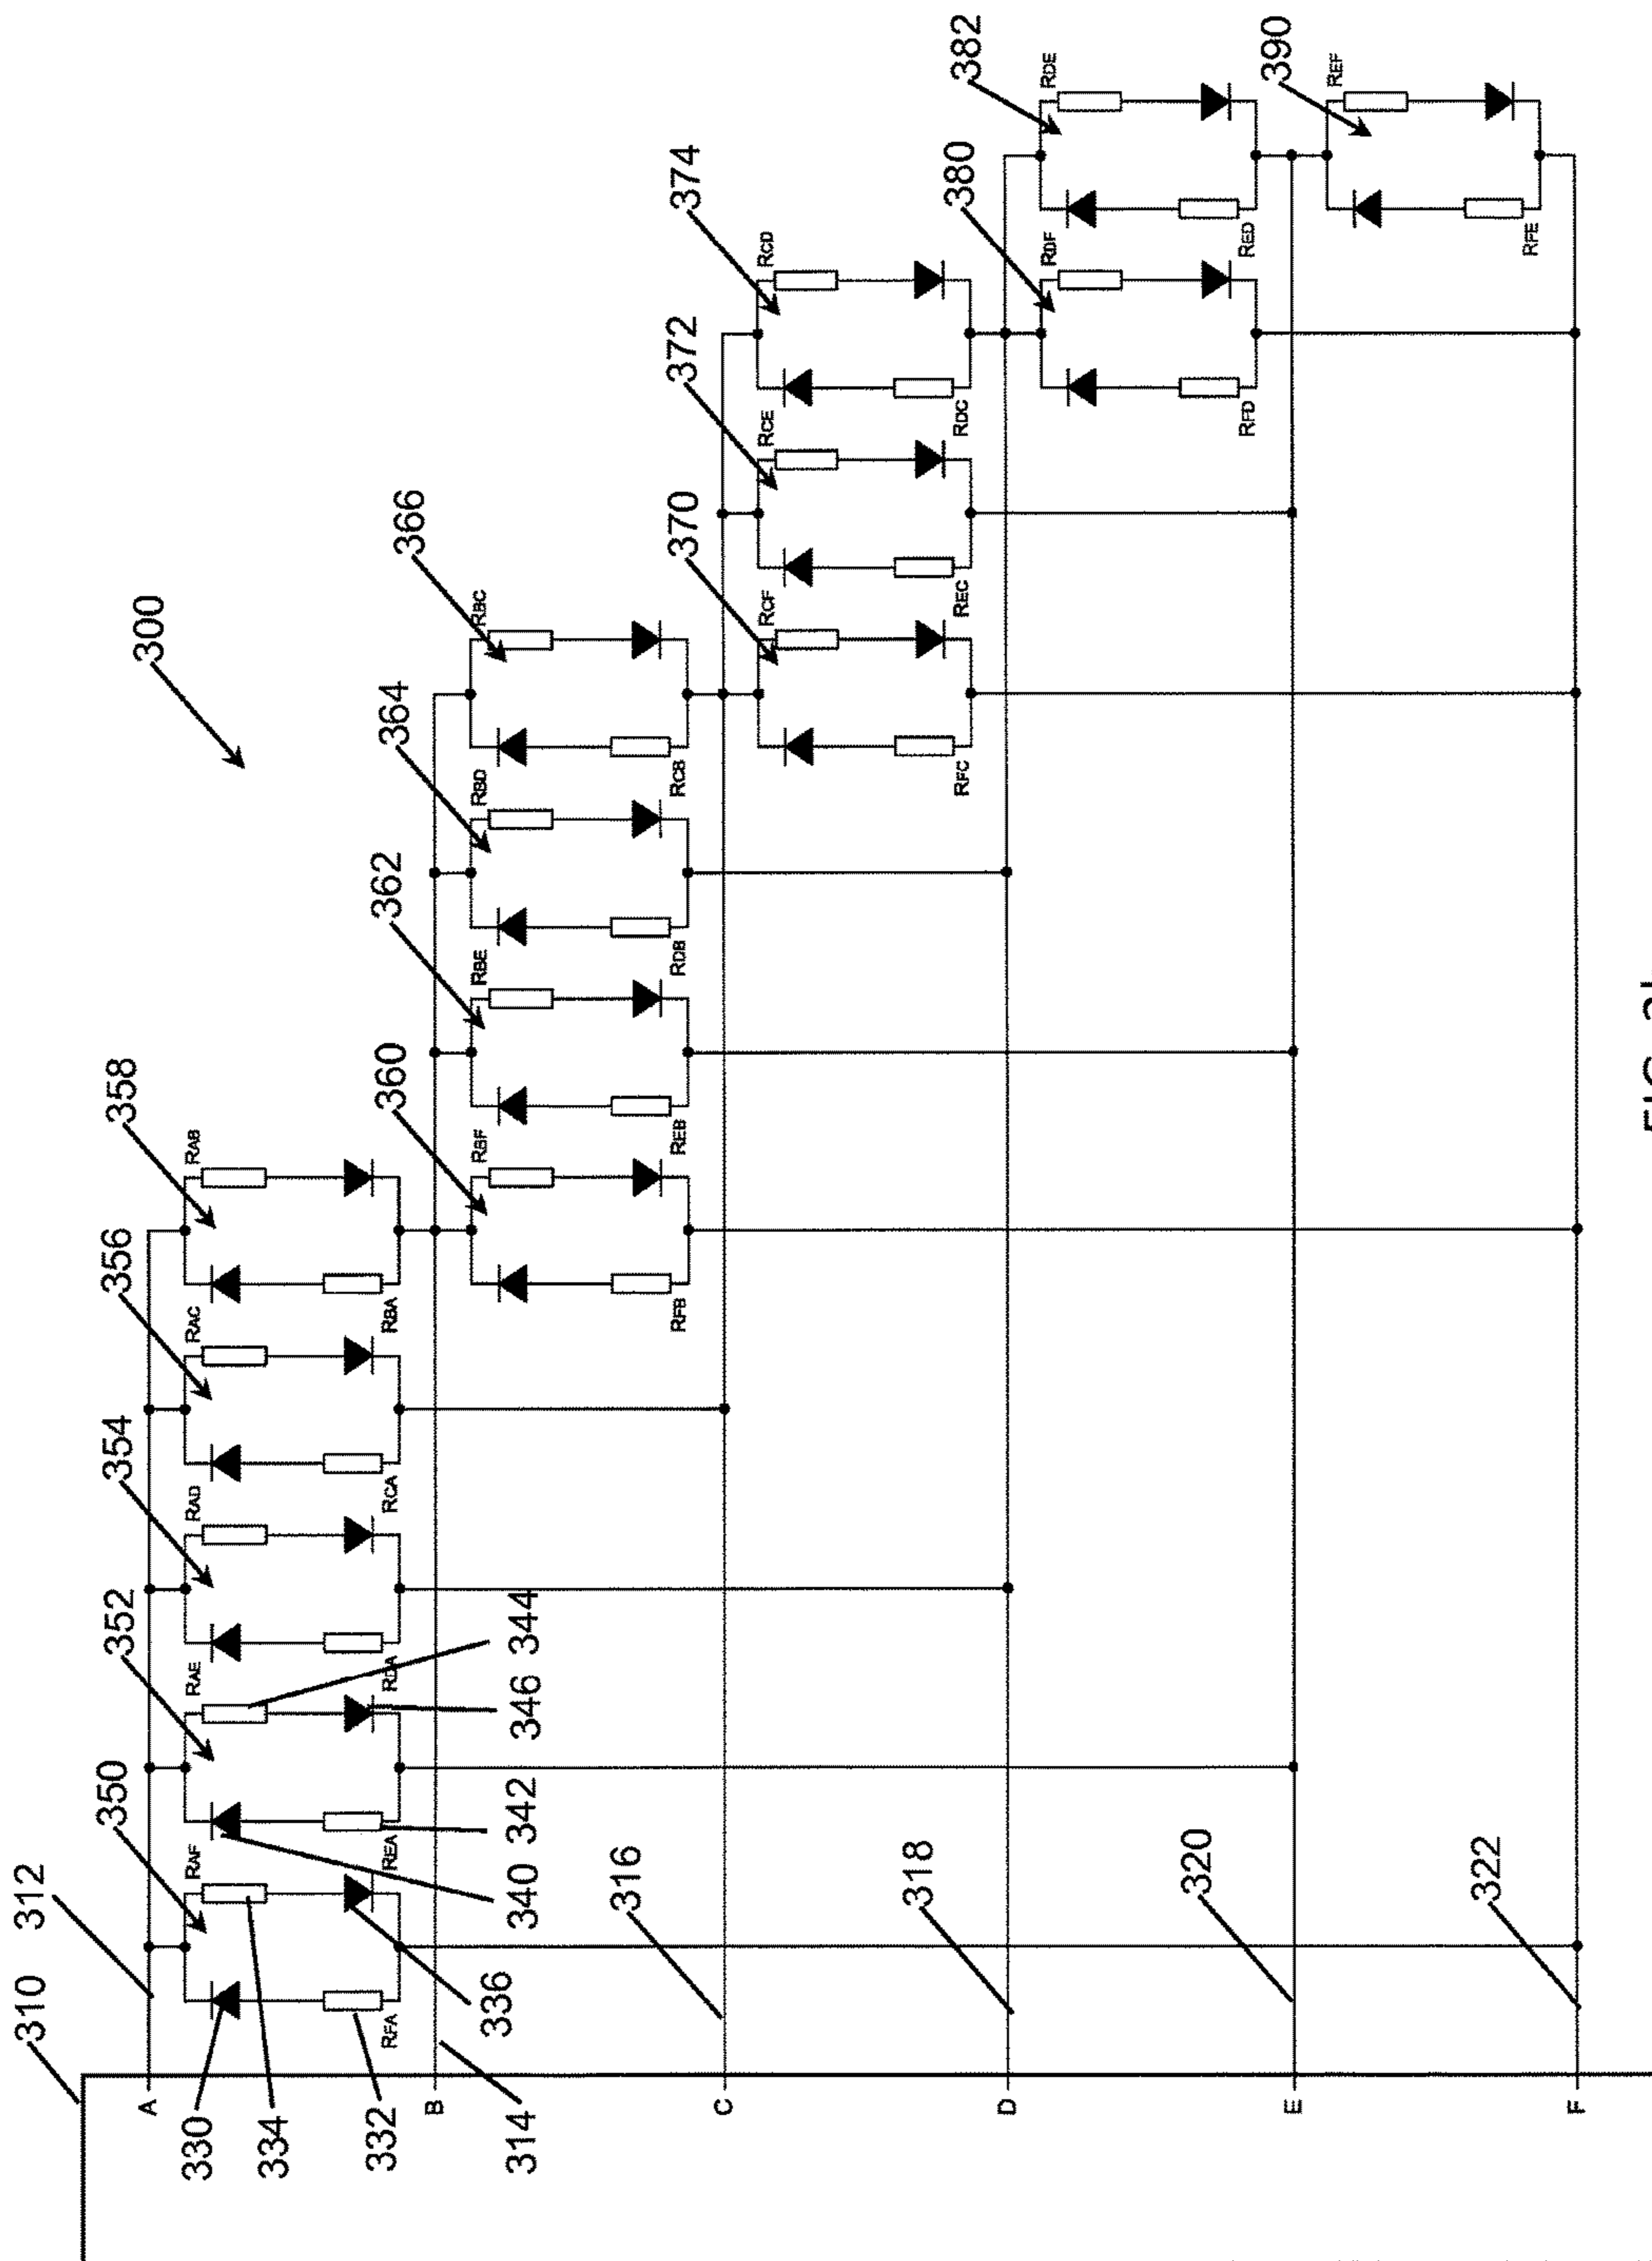 300
310
312
A
B
C
D
E
F
314
316
318
320
322
330
334
332
336
340
342
346
344
350
352
354
356
358
RAF
RAE
RAD
RAC
RAB
RFA
REA
RDA
RCA
RBA
360
362
364
366
RBF
RBE
RBD
RBC
RFB
REB
RDB
RCB
370
372
374
RCF
RCE
RCD
RFC
REC
RDC
380
382
RDF
RDE
RFD
RED
390
REF
RFE